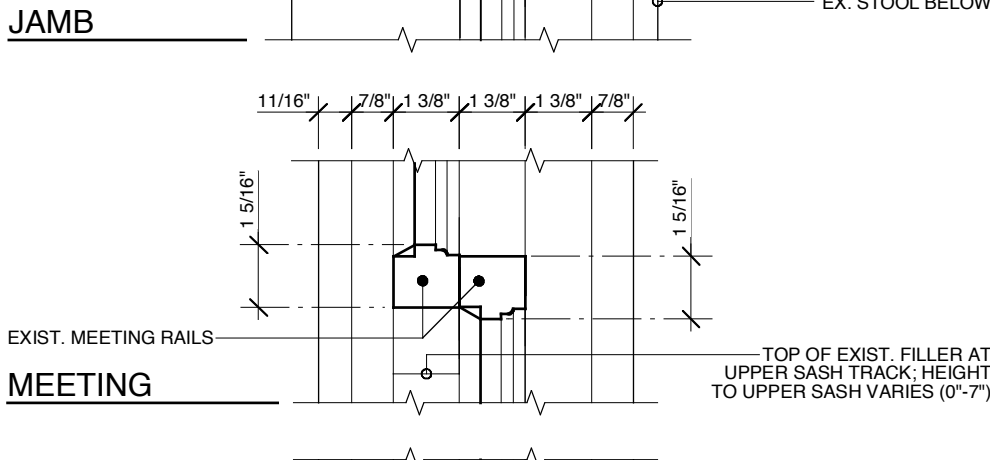 EX. STOOL BELOW
JAMB
11/16" 7/8" 1 3/8" 1 3/8" 1 3/8" 7/8"
1 5/16"
1 5/16"
EXIST. MEETING RAILS
MEETING
TOP OF EXIST. FILLER AT
UPPER SASH TRACK; HEIGHT
TO UPPER SASH VARIES (0"-7")